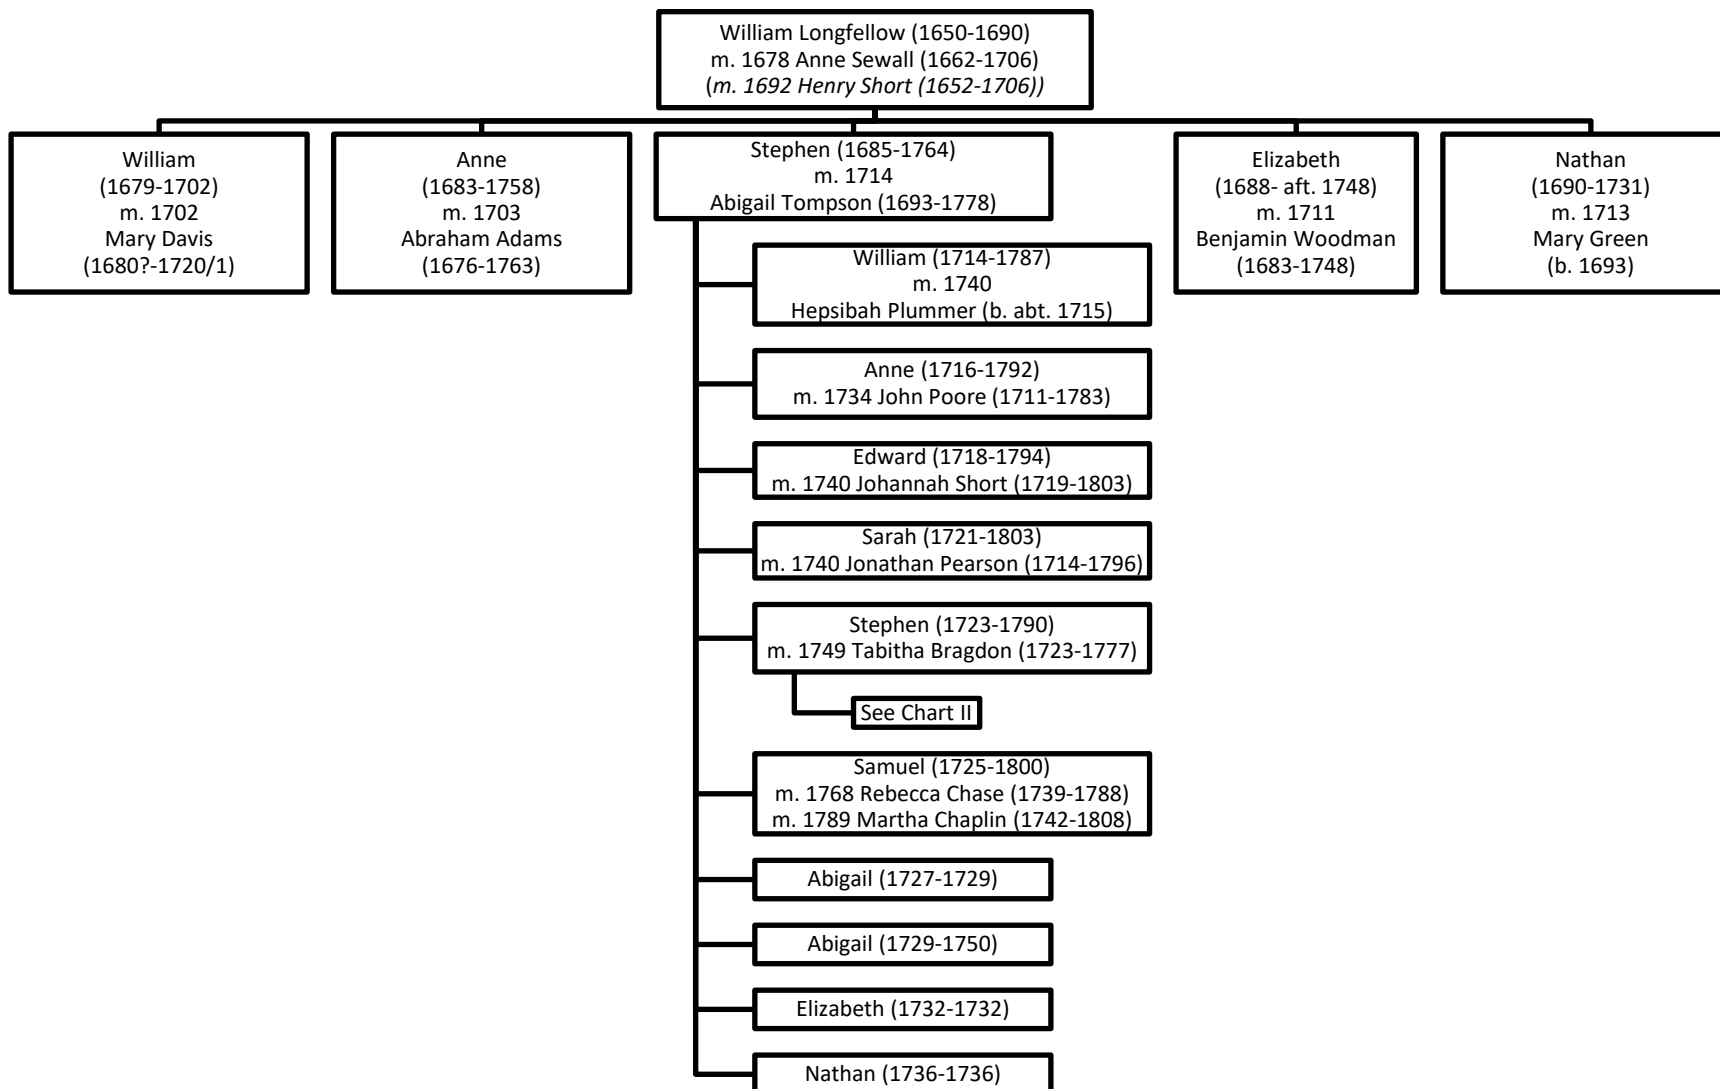 William Longfellow (1650-1690)
m. 1678 Anne Sewall (1662-1706)
(m. 1692 Henry Short (1652-1706))
William
(1679-1702)
m. 1702
Mary Davis
(1680?-1720/1)
Anne
(1683-1758)
m. 1703
Abraham Adams
(1676-1763)
Stephen (1685-1764)
m. 1714
Abigail Tompson (1693-1778)
Elizabeth
(1688- aft. 1748)
m. 1711
Benjamin Woodman
(1683-1748)
Nathan
(1690-1731)
m. 1713
Mary Green
(b. 1693)
William (1714-1787)
m. 1740
Hepsibah Plummer (b. abt. 1715)
Anne (1716-1792)
m. 1734 John Poore (1711-1783)
Edward (1718-1794)
m. 1740 Johannah Short (1719-1803)
Sarah (1721-1803)
m. 1740 Jonathan Pearson (1714-1796)
Stephen (1723-1790)
m. 1749 Tabitha Bragdon (1723-1777)
See Chart II
Samuel (1725-1800)
m. 1768 Rebecca Chase (1739-1788)
m. 1789 Martha Chaplin (1742-1808)
Abigail (1727-1729)
Abigail (1729-1750)
Elizabeth (1732-1732)
Nathan (1736-1736)